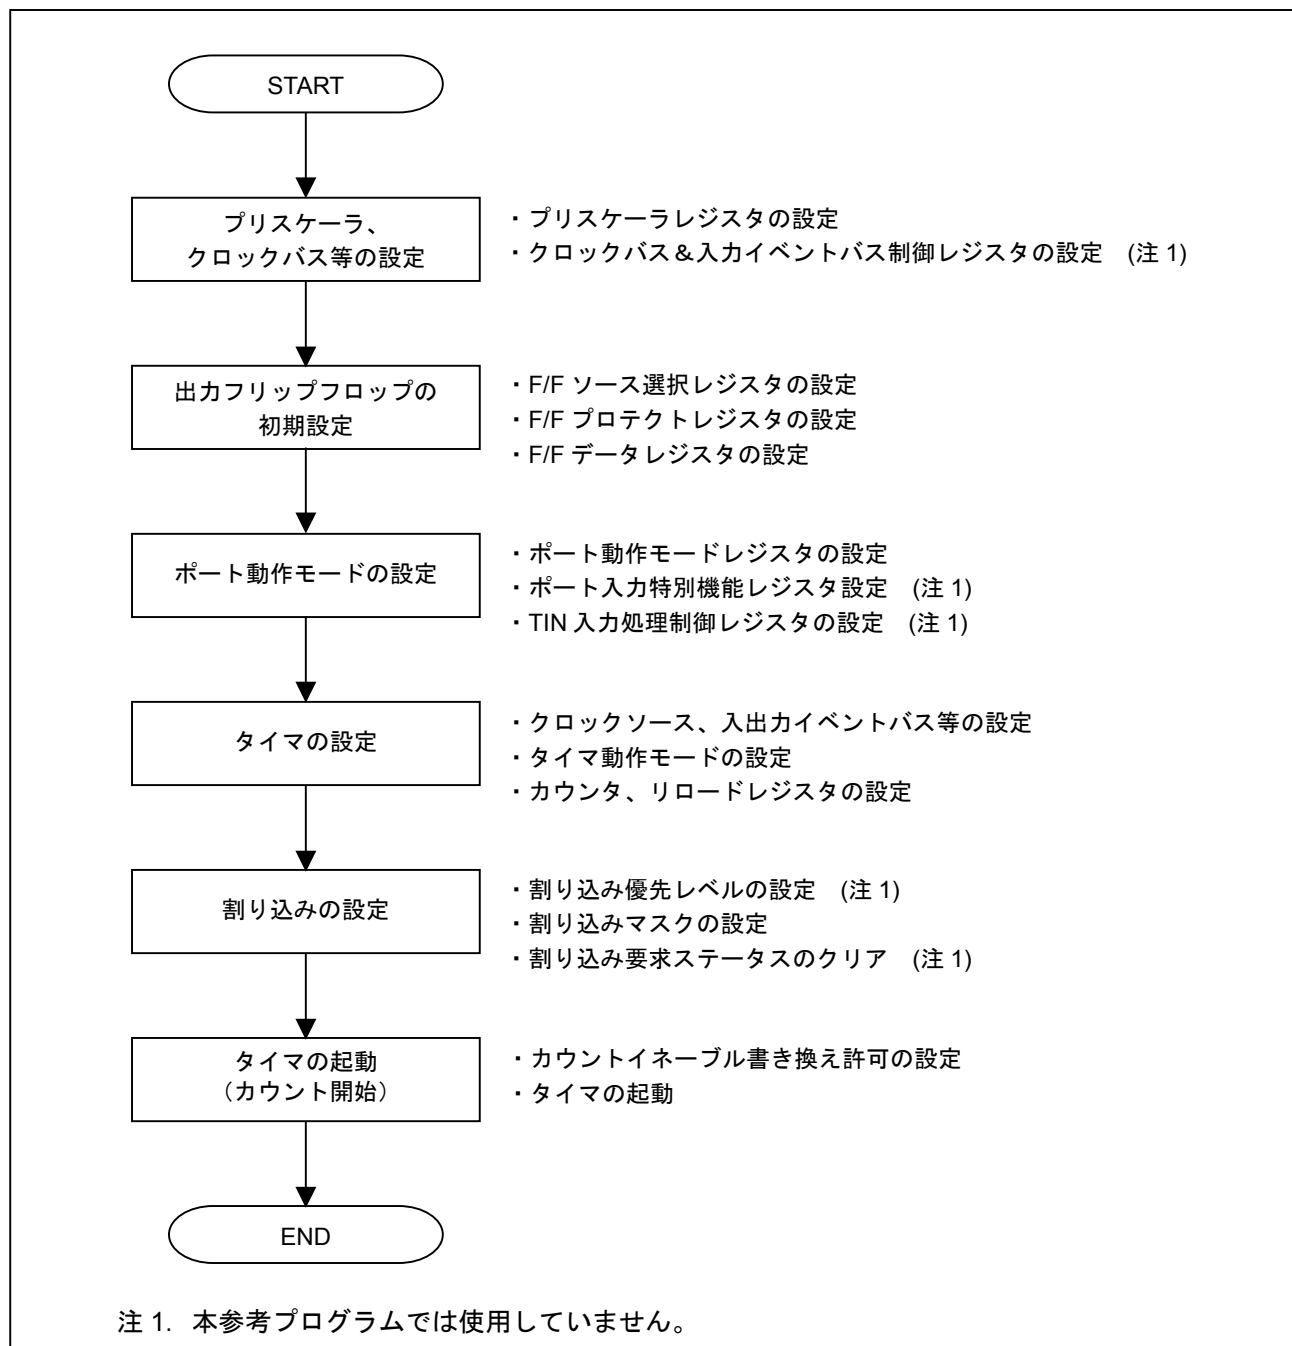 START
プリスケーラ、
クロックバス等の設定
・プリスケーラレジスタの設定
・クロックバス＆入力イベントバス制御レジスタの設定　(注 1)
出力フリップフロップの
初期設定
・F/F ソース選択レジスタの設定
・F/F プロテクトレジスタの設定
・F/F データレジスタの設定
ポート動作モードの設定
・ポート動作モードレジスタの設定
・ポート入力特別機能レジスタ設定　(注 1)
・TIN 入力処理制御レジスタの設定　(注 1)
タイマの設定
・クロックソース、入出力イベントバス等の設定
・タイマ動作モードの設定
・カウンタ、リロードレジスタの設定
割り込みの設定
・割り込み優先レベルの設定　(注 1)
・割り込みマスクの設定
・割り込み要求ステータスのクリア　(注 1)
タイマの起動
（カウント開始）
・カウントイネーブル書き換え許可の設定
・タイマの起動
END
注 1. 本参考プログラムでは使用していません。